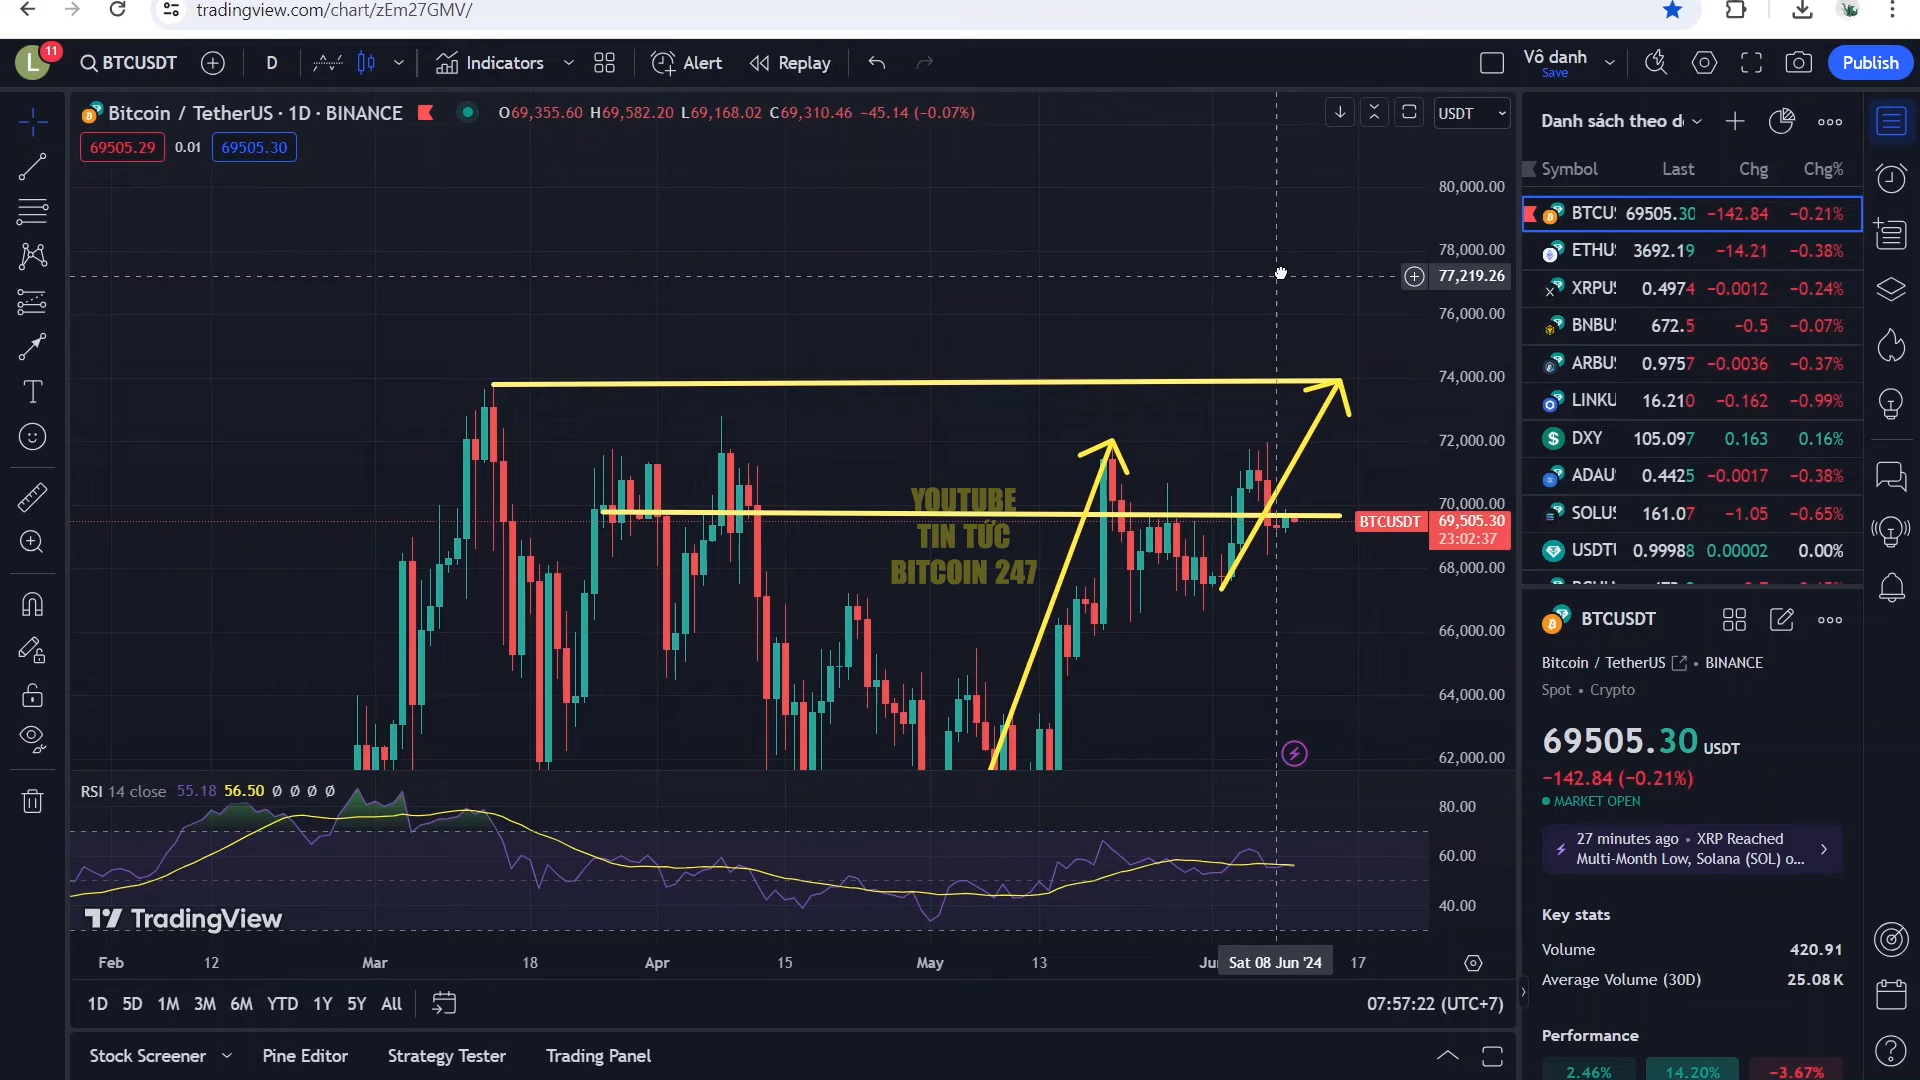 tradingview.com/chart/zEm27GMV/
L 11 BTCUSDT D Indicators Alert Replay Vô danh Save Publish
Bitcoin / TetherUS · 1D · BINANCE O69,355.60 H69,582.20 L69,168.02 C69,310.46 −45.14 (−0.07%) USDT
69505.29 0.01 69505.30
80,000.00
78,000.00
77,219.26
76,000.00
74,000.00
72,000.00
70,000.00
BTCUSDT 69,505.30
23:02:37
68,000.00
66,000.00
64,000.00
62,000.00
YOUTUBE
TIN TỨC
BITCOIN 247
RSI 14 close 55.18 56.50 Ø Ø Ø Ø
80.00
60.00
40.00
TradingView
Feb 12 Mar 18 Apr 15 May 13 Sat 08 Jun '24 17
1D 5D 1M 3M 6M YTD 1Y 5Y All 07:57:22 (UTC+7)
Stock Screener Pine Editor Strategy Tester Trading Panel
Danh sách theo
Symbol Last Chg Chg%
BTCU 69505.30 −142.84 −0.21%
ETHU 3692.19 −14.21 −0.38%
XRPU 0.4974 −0.0012 −0.24%
BNBU 672.5 −0.5 −0.07%
ARBU 0.9757 −0.0036 −0.37%
LINKU 16.210 −0.162 −0.99%
DXY 105.097 0.163 0.16%
ADAU 0.4425 −0.0017 −0.38%
SOLU 161.07 −1.05 −0.65%
USDT 0.99988 0.00002 0.00%
BTCUSDT
Bitcoin / TetherUS • BINANCE
Spot • Crypto
69505.30 USDT
−142.84 (−0.21%)
MARKET OPEN
27 minutes ago • XRP Reached
Multi-Month Low, Solana (SOL) o...
Key stats
Volume 420.91
Average Volume (30D) 25.08K
Performance
2.46% 14.20% −3.67%